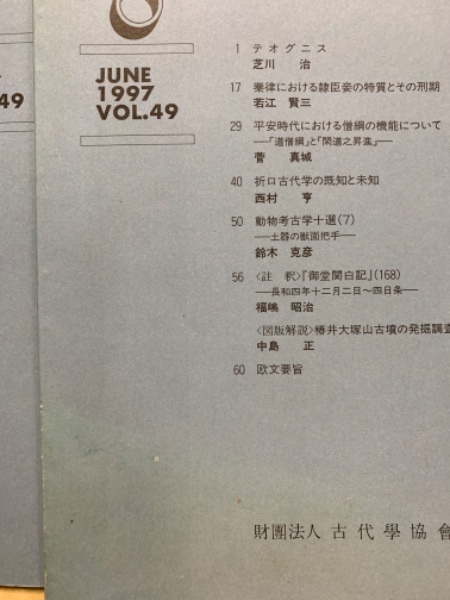 49
JUNE
1997
VOL.49
1 テオグニス
芝川 治
17 秦律における隷臣妾の特質とその刑期
若江 賢三
29 平安時代における僧綱の機能について
―「道僧綱」と「閑道之昇進」―
菅 真城
40 折口古代学の既知と未知
西村 亨
50 動物考古学十選(7)
―土器の獣面把手―
鈴木 克彦
56 〈註 釈〉『御堂関白記』(168)
―長和四年十二月二日～四日条―
福嶋 昭治
〈図版解説〉椿井大塚山古墳の発掘調査
中島 正
60 欧文要旨
財團法人 古代學協會